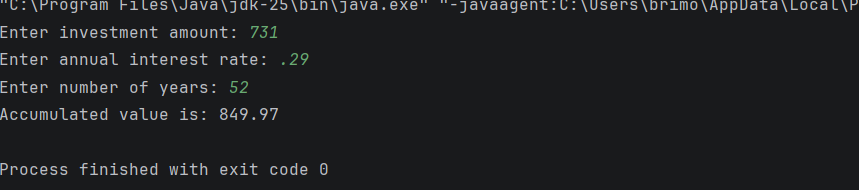 "C:\Program Files\Java\jdk-25\bin\java.exe" "-javaagent:C:\Users\brimo\AppData\Local\P
Enter investment amount: 731
Enter annual interest rate: .29
Enter number of years: 52
Accumulated value is: 849.97
Process finished with exit code 0